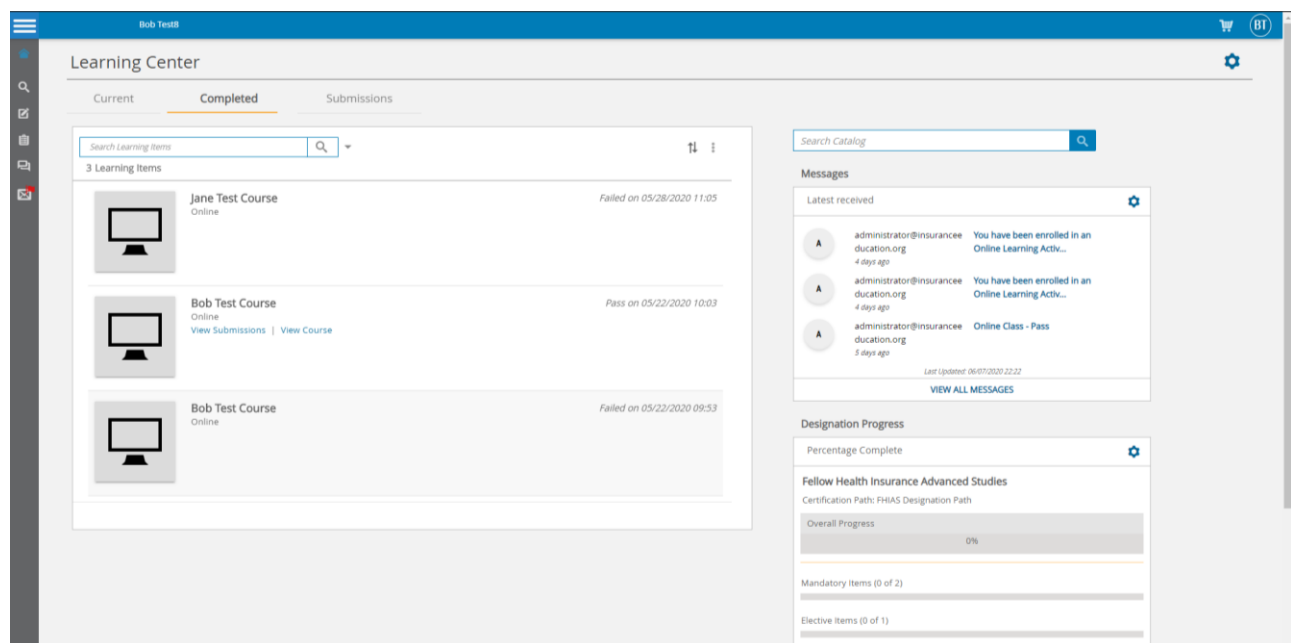 Bob Test8
BT
Learning Center
Current
Completed
Submissions
Search Learning Items
3 Learning Items
Jane Test Course
Failed on 05/28/2020 11:05
Online
Bob Test Course
Pass on 05/22/2020 10:03
Online
View Submissions | View Course
Bob Test Course
Failed on 05/22/2020 09:53
Online
Search Catalog
Messages
Latest received
A
administrator@insurancee
ducation.org
4 days ago
You have been enrolled in an
Online Learning Activ...
A
administrator@insurancee
ducation.org
4 days ago
You have been enrolled in an
Online Learning Activ...
A
administrator@insurancee
ducation.org
5 days ago
Online Class - Pass
Last Updated: 06/07/2020 22:22
VIEW ALL MESSAGES
Designation Progress
Percentage Complete
Fellow Health Insurance Advanced Studies
Certification Path: FHIAS Designation Path
Overall Progress
0%
Mandatory Items (0 of 2)
Elective Items (0 of 1)